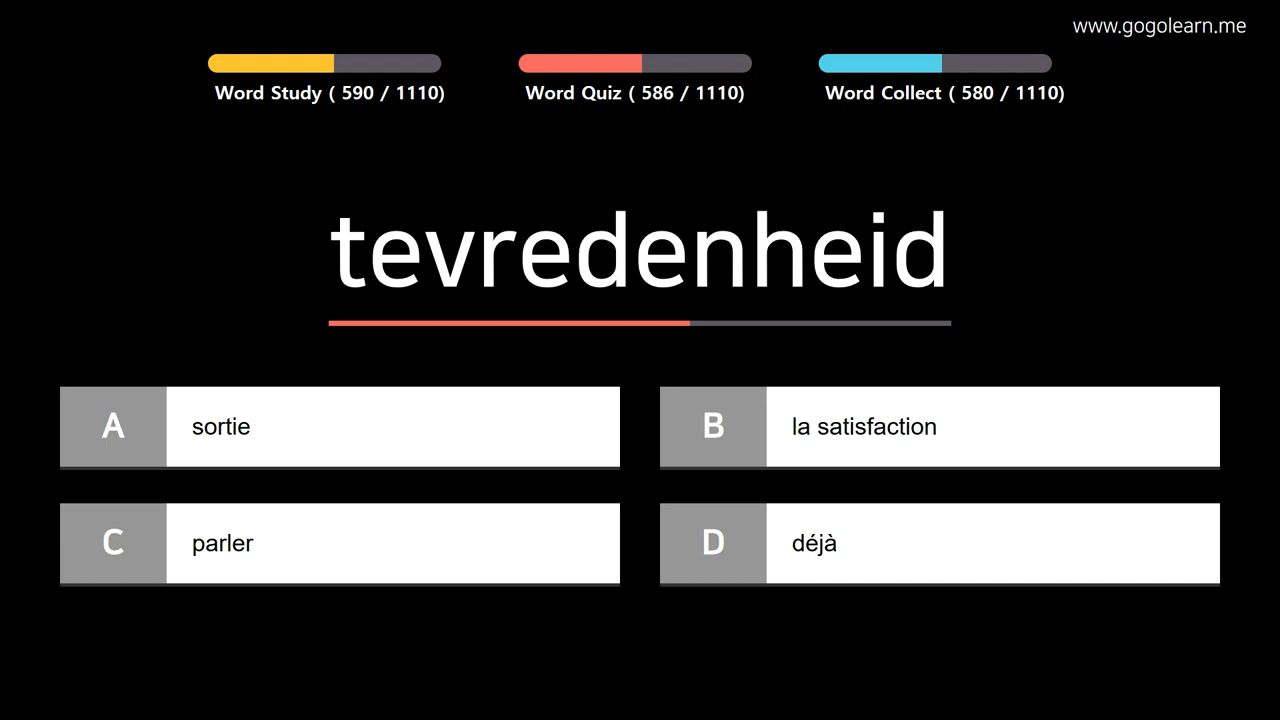 www.gogolearn.me
Word Study ( 590 / 1110)
Word Quiz ( 586 / 1110)
Word Collect ( 580 / 1110)
tevredenheid
A sortie
B la satisfaction
C parler
D déjà